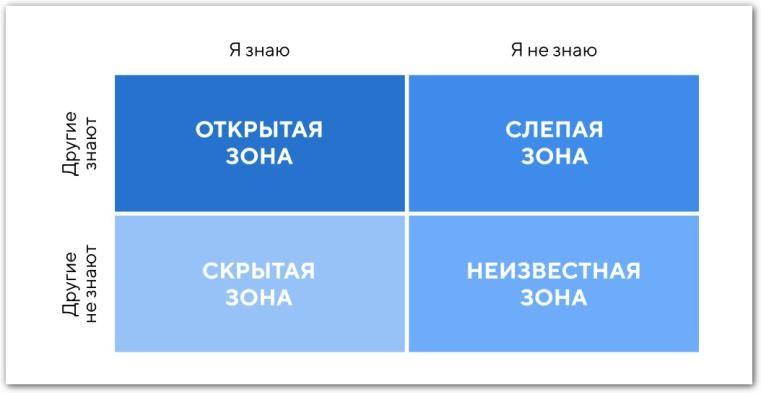 Я знаю
Я не знаю
Другие
знают
ОТКРЫТАЯ
ЗОНА
СЛЕПАЯ
ЗОНА
Другие
не знают
СКРЫТАЯ
ЗОНА
НЕИЗВЕСТНАЯ
ЗОНА